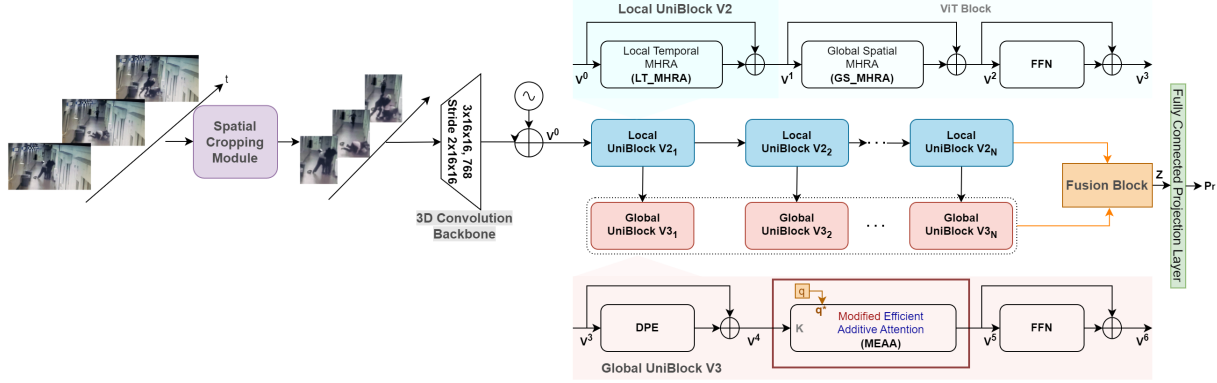 Local UniBlock V2
ViT Block
Local Temporal
MHRA
(LT_MHRA)
Global Spatial
MHRA
(GS_MHRA)
FFN
V0
V1
V2
V3
t
Spatial
Cropping
Module
3x16x16, 768
Stride 2x16x16
3D Convolution
Backbone
V0
Local
UniBlock V21
Local
UniBlock V22
...
Local
UniBlock V2N
Global
UniBlock V31
Global
UniBlock V32
...
Global
UniBlock V3N
Fusion Block
Z
Fully Connected Projection Layer
Pr
V3
DPE
V4
q
q*
K
Modified Efficient
Additive Attention
(MEAA)
V5
FFN
V6
Global UniBlock V3